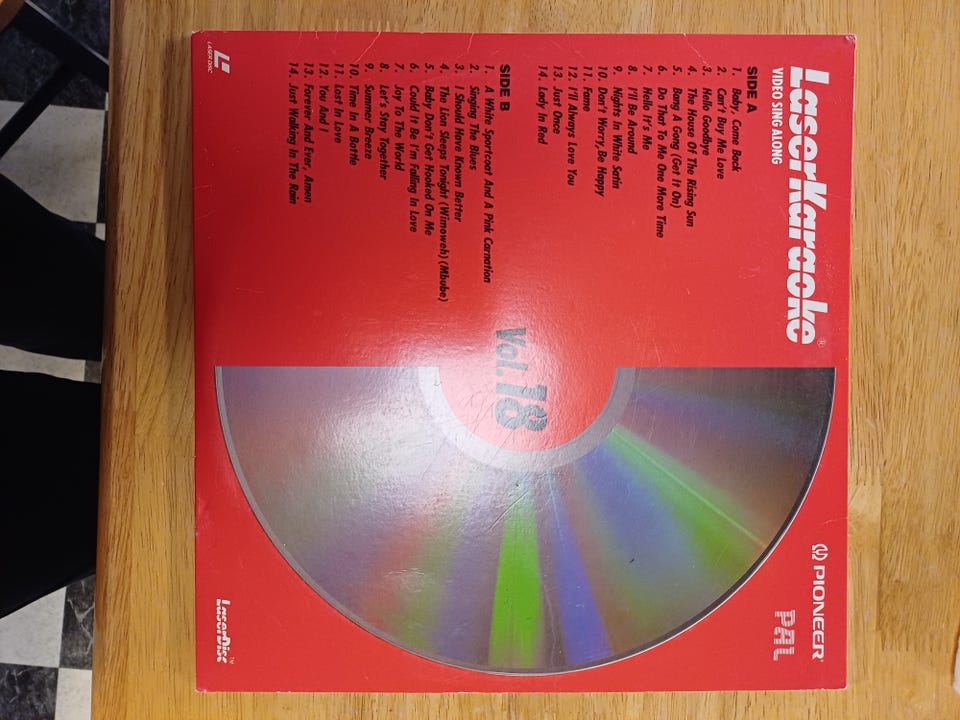 LaserKaraoke®
VIDEO SING ALONG
PIONEER®
PAL
SIDE A
1. Baby, Come Back
2. Can't Buy Me Love
3. Hello Goodbye
4. The House Of The Rising Sun
5. Bang A Gong (Get It On)
6. Do That To Me One More Time
7. Hello It's Me
8. I'll Be Around
9. Nights In White Satin
10. Don't Worry, Be Happy
11. Fame
12. I'll Always Love You
13. Just Once
14. Lady In Red
Vol.18
SIDE B
1. A White Sportcoat And A Pink Carnation
2. Singing The Blues
3. I Should Have Known Better
4. The Lion Sleeps Tonight (Wimoweh) (Mbube)
5. Baby Don't Get Hooked On Me
6. Could It Be I'm Falling In Love
7. Joy To The World
8. Let's Stay Together
9. Summer Breeze
10. Time In A Bottle
11. Lost In Love
12. You And I
13. Forever And Ever, Amen
14. Just Walking In The Rain
LASER DISC
LaserDisc™